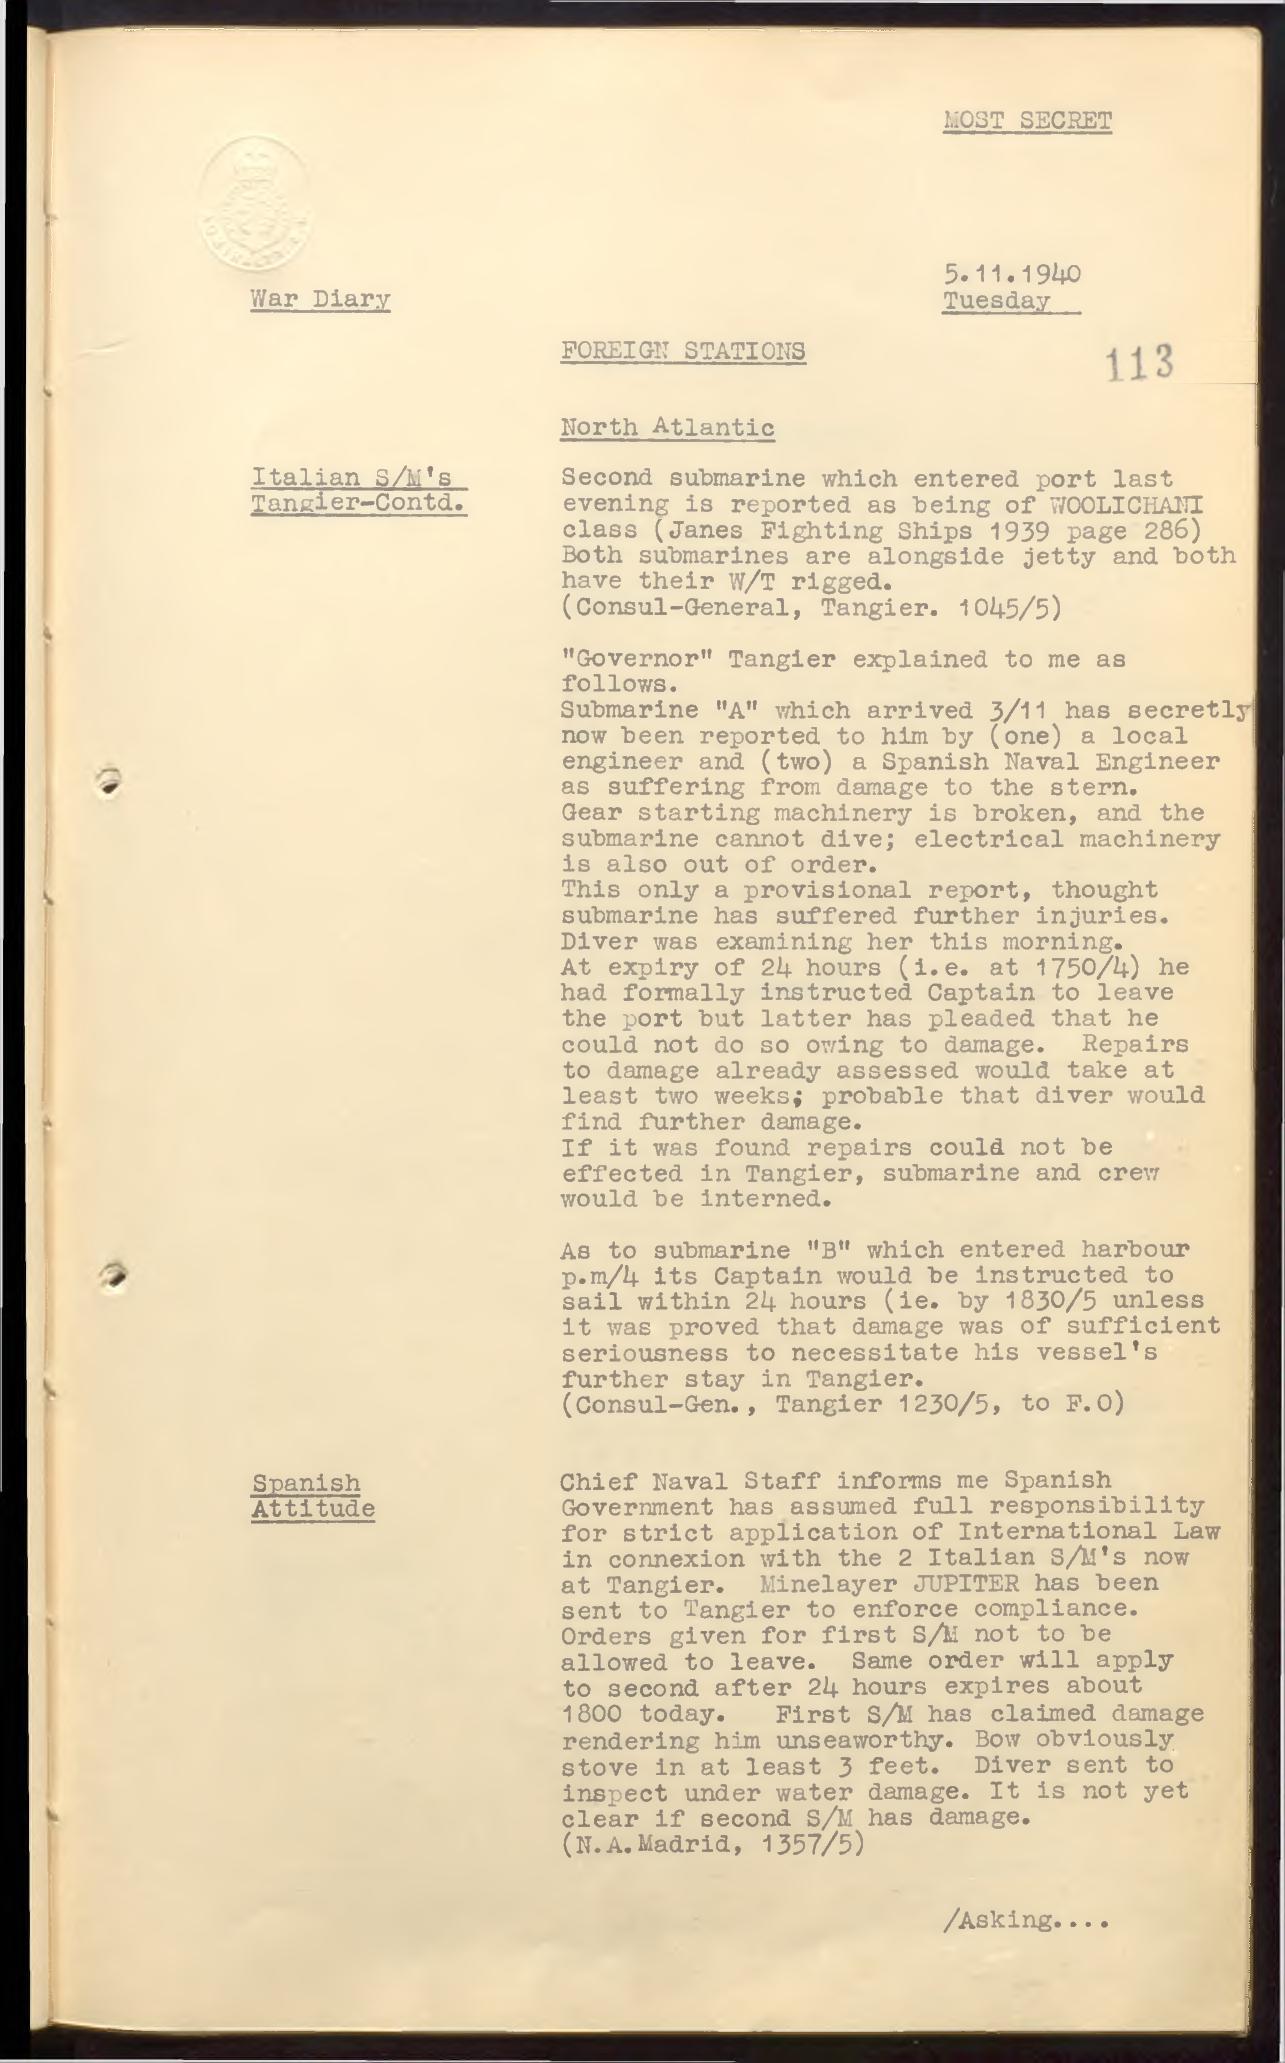 MOST SECRET
5.11.1940
War Diary
Tuesday
FOREIGN STATIONS
113
North Atlantic
Italian S/M's
Tangier-Contd.
Second submarine which entered port last
evening is reported as being of WOOLICHANI
class (Janes Fighting Ships 1939 page 286)
Both submarines are alongside jetty and both
have their W/T rigged.
(Consul-General, Tangier. 1045/5)
"Governor" Tangier explained to me as
follows.
Submarine "A" which arrived 3/11 has secretly
now been reported to him by (one) a local
engineer and (two) a Spanish Naval Engineer
as suffering from damage to the stern.
Gear starting machinery is broken, and the
submarine cannot dive; electrical machinery
is also out of order.
This only a provisional report, thought
submarine has suffered further injuries.
Diver was examining her this morning.
At expiry of 24 hours (i.e. at 1750/4) he
had formally instructed Captain to leave
the port but latter has pleaded that he
could not do so owing to damage. Repairs
to damage already assessed would take at
least two weeks; probable that diver would
find further damage.
If it was found repairs could not be
effected in Tangier, submarine and crew
would be interned.
As to submarine "B" which entered harbour
p.m/4 its Captain would be instructed to
sail within 24 hours (ie. by 1830/5 unless
it was proved that damage was of sufficient
seriousness to necessitate his vessel's
further stay in Tangier.
(Consul-Gen., Tangier 1230/5, to F.O)
Spanish
Attitude
Chief Naval Staff informs me Spanish
Government has assumed full responsibility
for strict application of International Law
in connexion with the 2 Italian S/M's now
at Tangier. Minelayer JUPITER has been
sent to Tangier to enforce compliance.
Orders given for first S/M not to be
allowed to leave. Same order will apply
to second after 24 hours expires about
1800 today. First S/M has claimed damage
rendering him unseaworthy. Bow obviously
stove in at least 3 feet. Diver sent to
inspect under water damage. It is not yet
clear if second S/M has damage.
(N.A.Madrid, 1357/5)
/Asking....